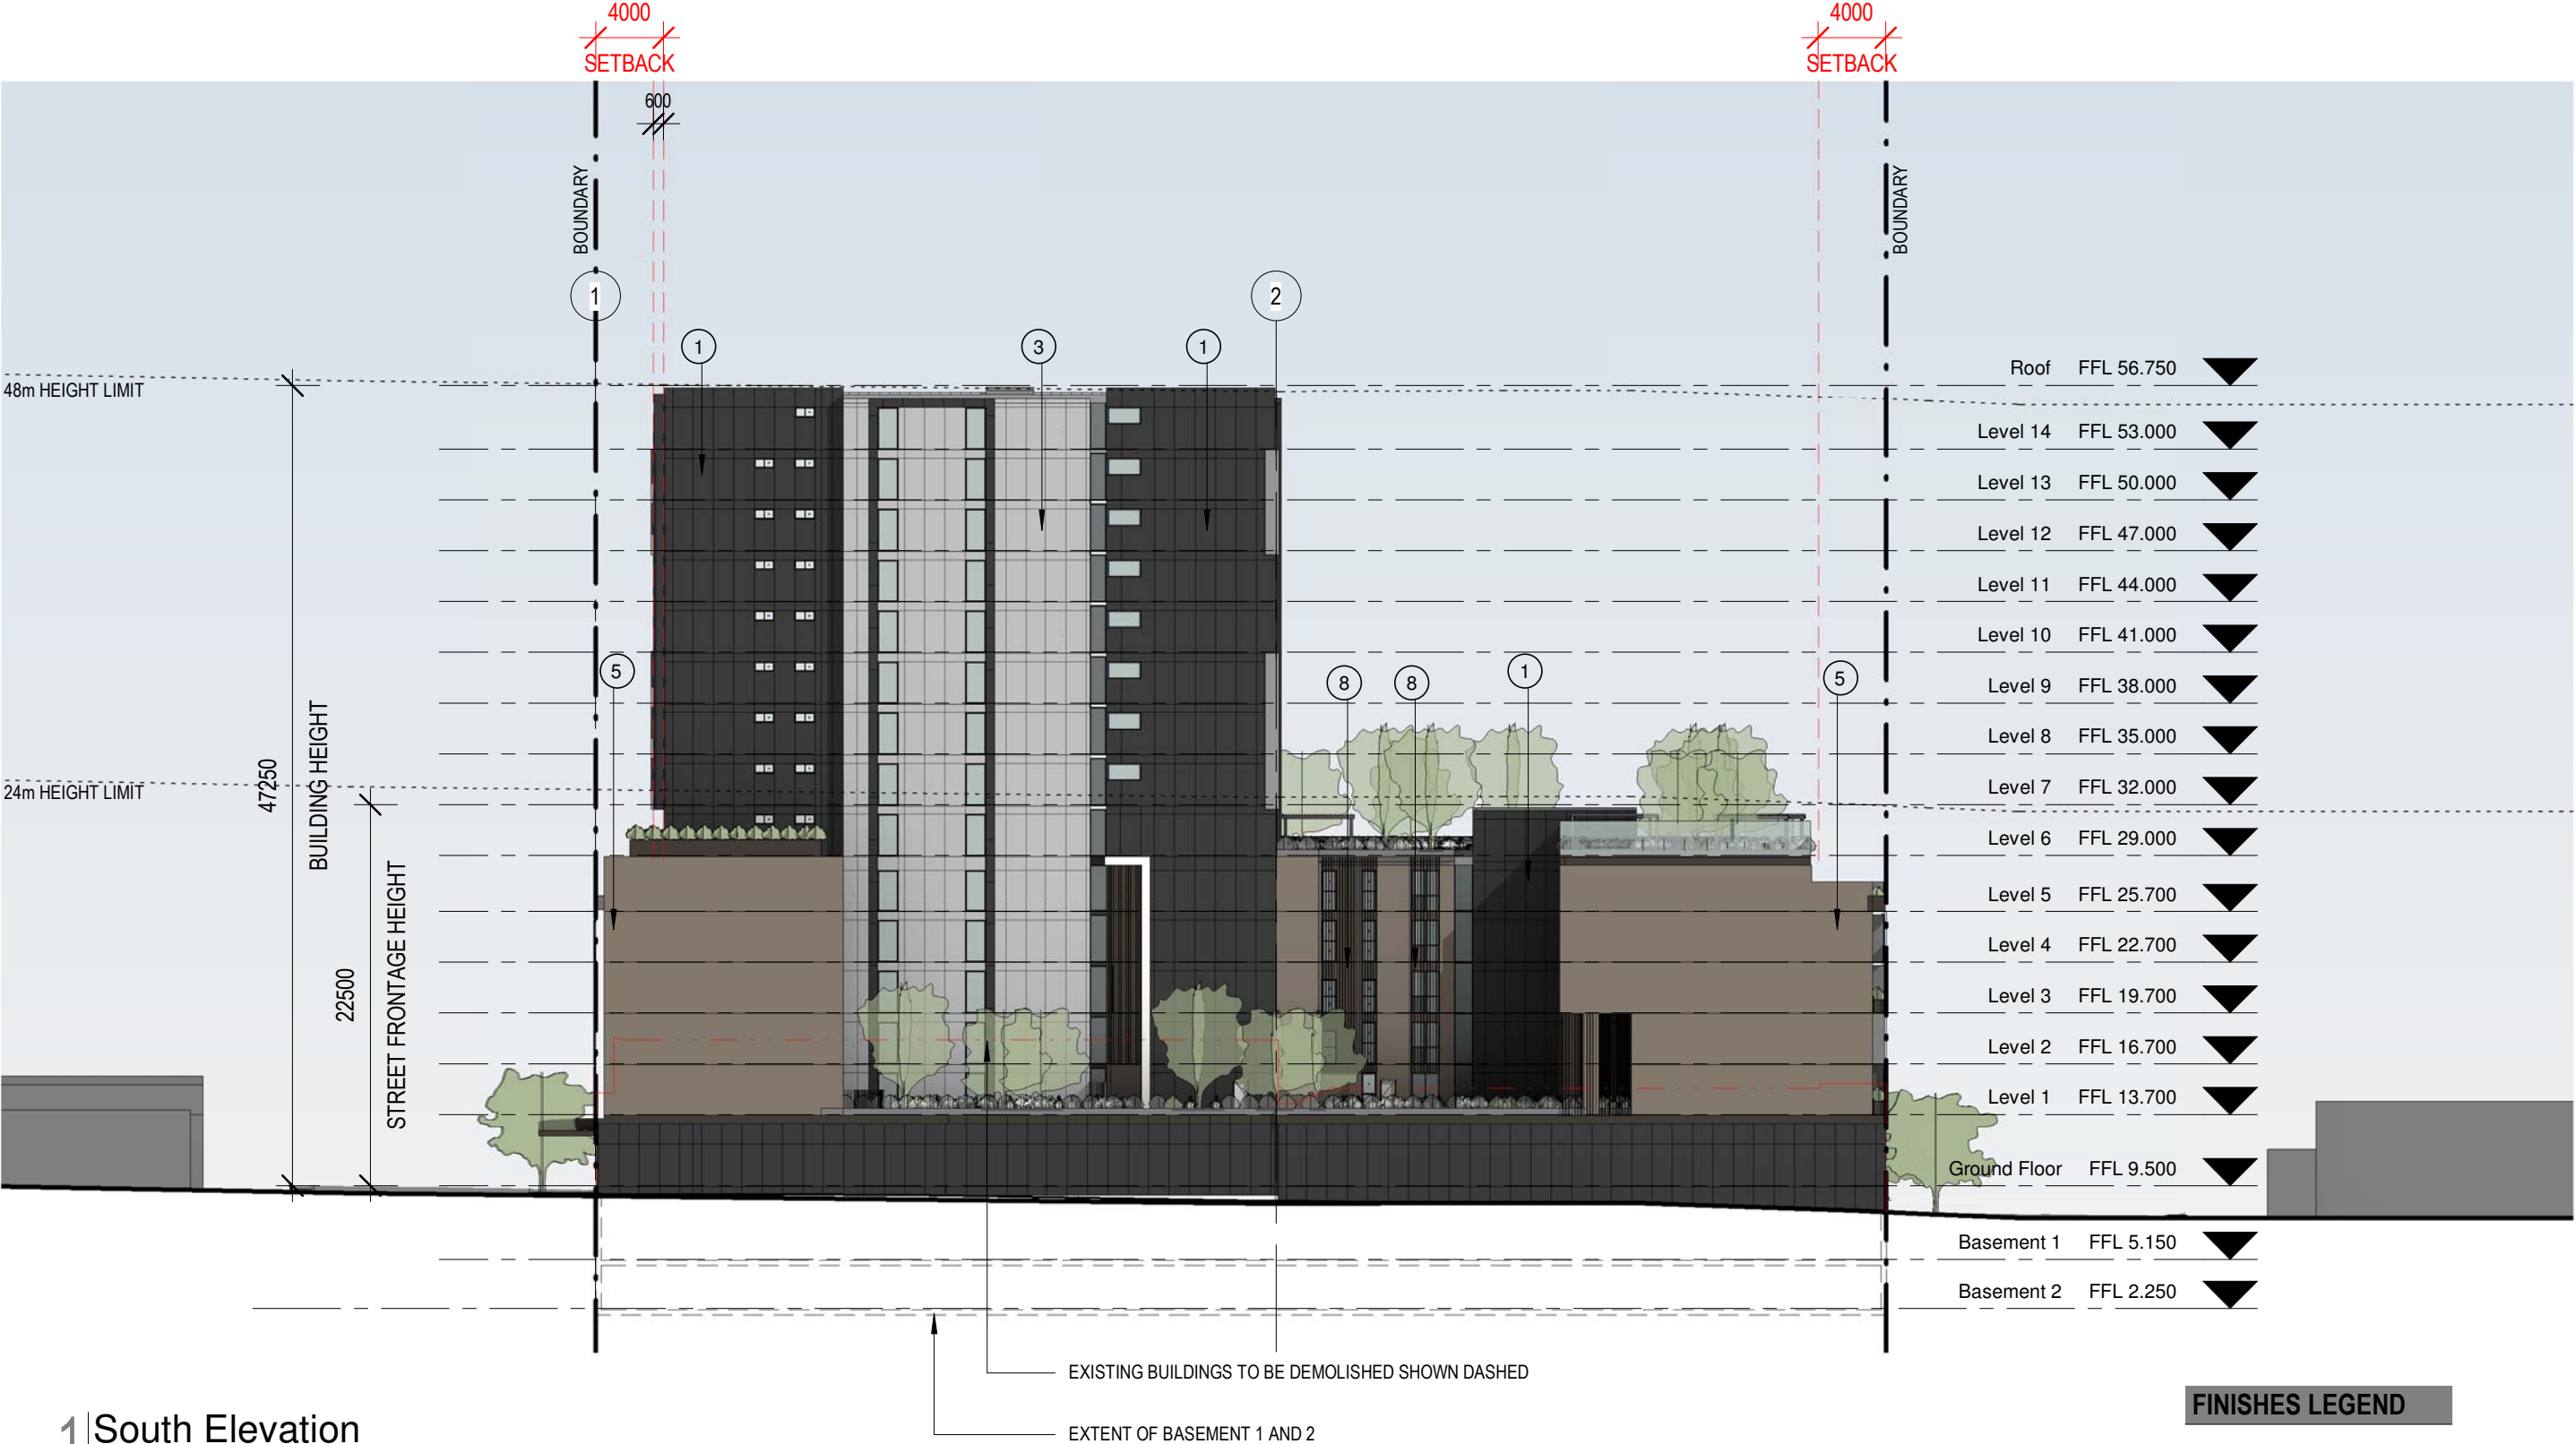 4000
SETBACK
4000
SETBACK
600
BOUNDARY
BOUNDARY
1
2
1
3
1
48m HEIGHT LIMIT
Roof FFL 56.750
Level 14 FFL 53.000
Level 13 FFL 50.000
Level 12 FFL 47.000
Level 11 FFL 44.000
Level 10 FFL 41.000
5
8
8
1
5
Level 9 FFL 38.000
Level 8 FFL 35.000
24m HEIGHT LIMIT
Level 7 FFL 32.000
47250
BUILDING HEIGHT
Level 6 FFL 29.000
Level 5 FFL 25.700
22500
STREET FRONTAGE HEIGHT
Level 4 FFL 22.700
Level 3 FFL 19.700
Level 2 FFL 16.700
Level 1 FFL 13.700
Ground Floor FFL 9.500
Basement 1 FFL 5.150
Basement 2 FFL 2.250
EXISTING BUILDINGS TO BE DEMOLISHED SHOWN DASHED
EXTENT OF BASEMENT 1 AND 2
1 South Elevation
FINISHES LEGEND